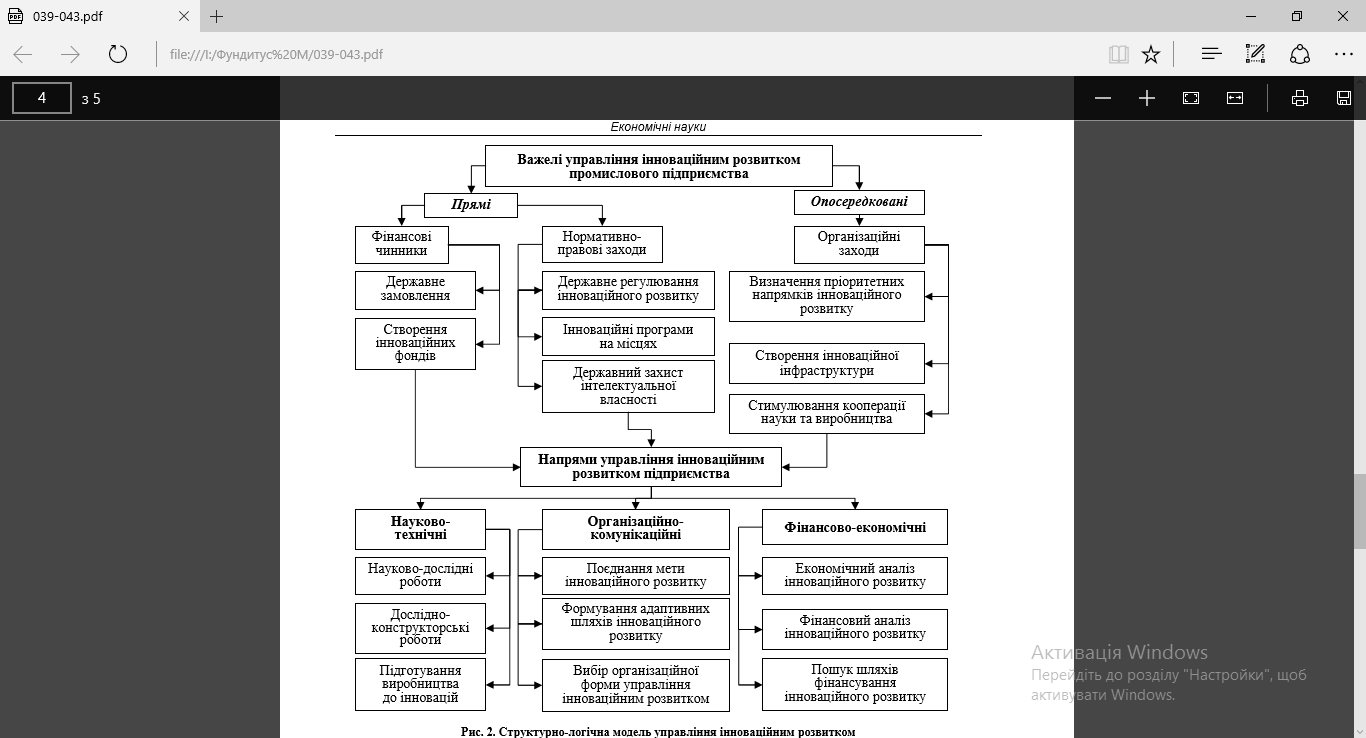 039-043.pdf
file:///I:/Фундитус%20М/039-043.pdf
4
з 5
Економічні науки
Важелі управління інноваційним розвитком
промислового підприємства
Прямі
Опосередковані
Фінансові
чинники
Нормативно-
правові заходи
Організаційні
заходи
Державне
замовлення
Державне регулювання
інноваційного розвитку
Визначення пріоритетних
напрямків інноваційного
розвитку
Створення
інноваційних
фондів
Інноваційні програми
на місцях
Створення інноваційної
інфраструктури
Державний захист
інтелектуальної
власності
Стимулювання кооперації
науки та виробництва
Напрями управління інноваційним
розвитком підприємства
Науково-
технічні
Організаційно-
комунікаційні
Фінансово-економічні
Науково-дослідні
роботи
Поєднання мети
інноваційного розвитку
Економічний аналіз
інноваційного розвитку
Дослідно-
конструкторські
роботи
Формування адаптивних
шляхів інноваційного
розвитку
Фінансовий аналіз
інноваційного розвитку
Підготування
виробництва
до інновацій
Вибір організаційної
форми управління
інноваційним розвитком
Пошук шляхів
фінансування
інноваційного розвитку
Рис. 2. Структурно-логічна модель управління інноваційним розвитком
Активація Windows
Перейдіть до розділу "Настройки", щоб
активувати Windows.